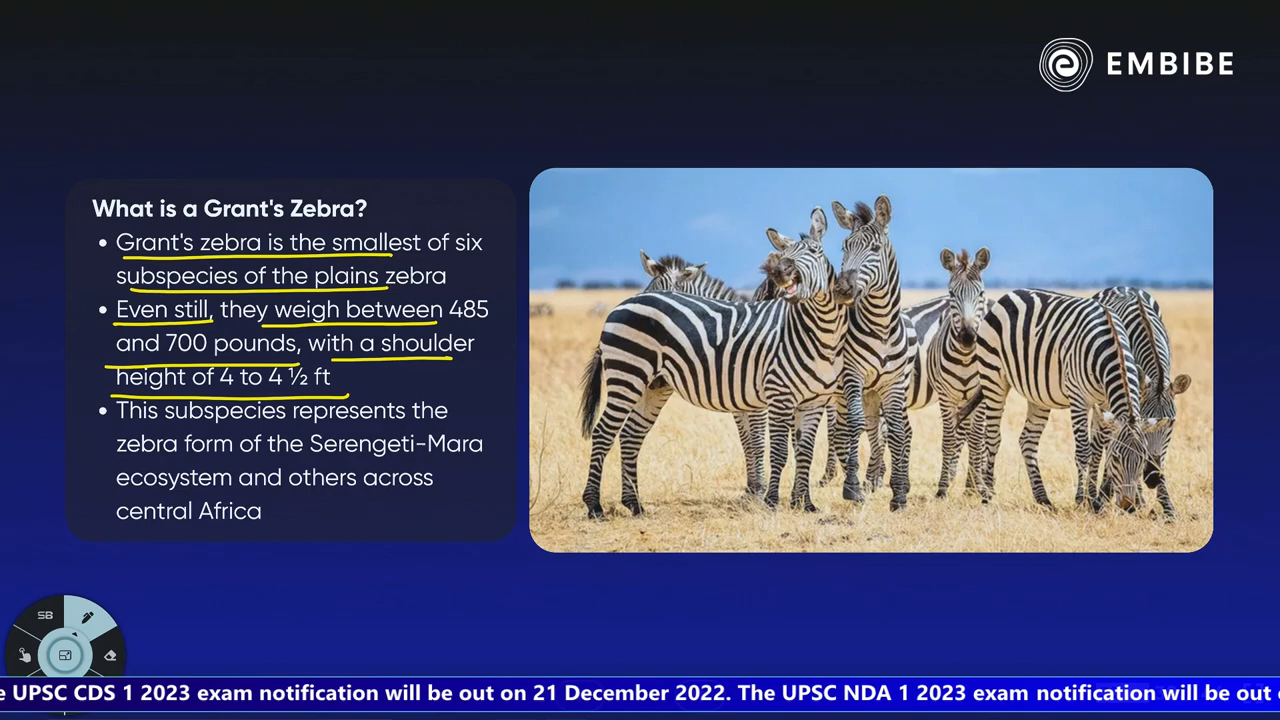 EMBIBE
What is a Grant's Zebra?
• Grant's zebra is the smallest of six
subspecies of the plains zebra
• Even still, they weigh between 485
and 700 pounds, with a shoulder
height of 4 to 4 ½ ft
• This subspecies represents the
zebra form of the Serengeti-Mara
ecosystem and others across
central Africa
SB
e UPSC CDS 1 2023 exam notification will be out on 21 December 2022. The UPSC NDA 1 2023 exam notification will be out